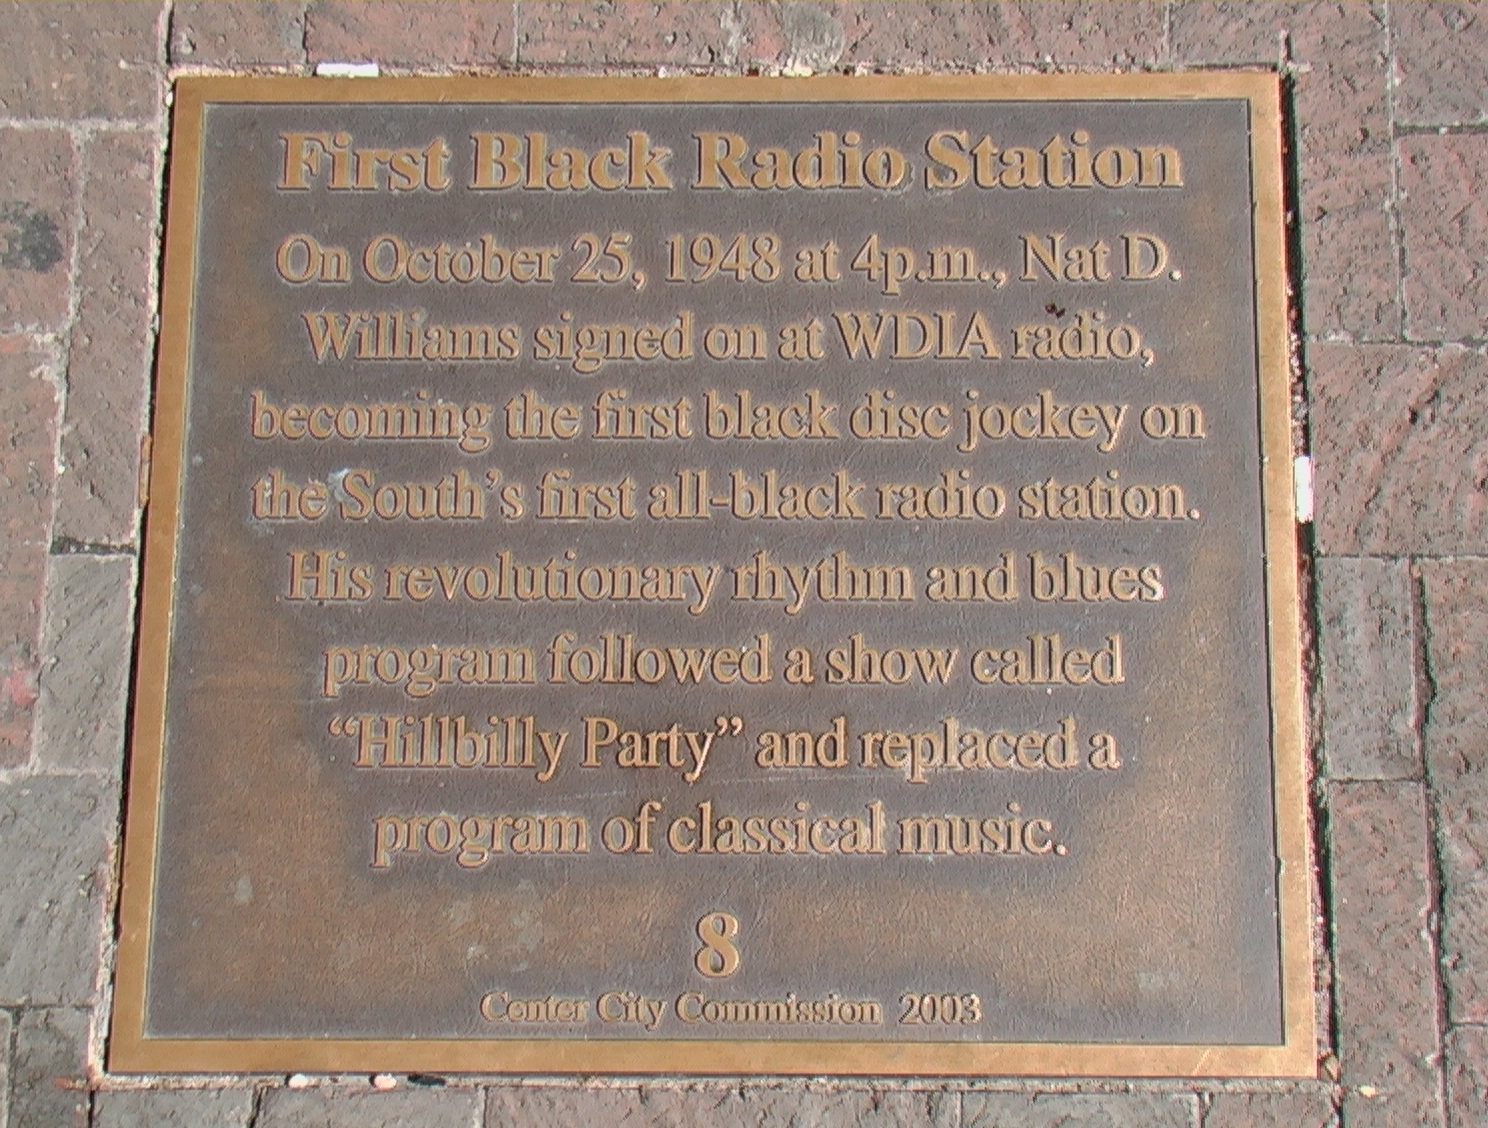 First Black Radio Station
On October 25, 1948 at 4p.m., Nat D.
Williams signed on at WDIA radio,
becoming the first black disc jockey on
the South's first all-black radio station.
His revolutionary rhythm and blues
program followed a show called
“Hillbilly Party” and replaced a
program of classical music.
8
Center City Commission 2003